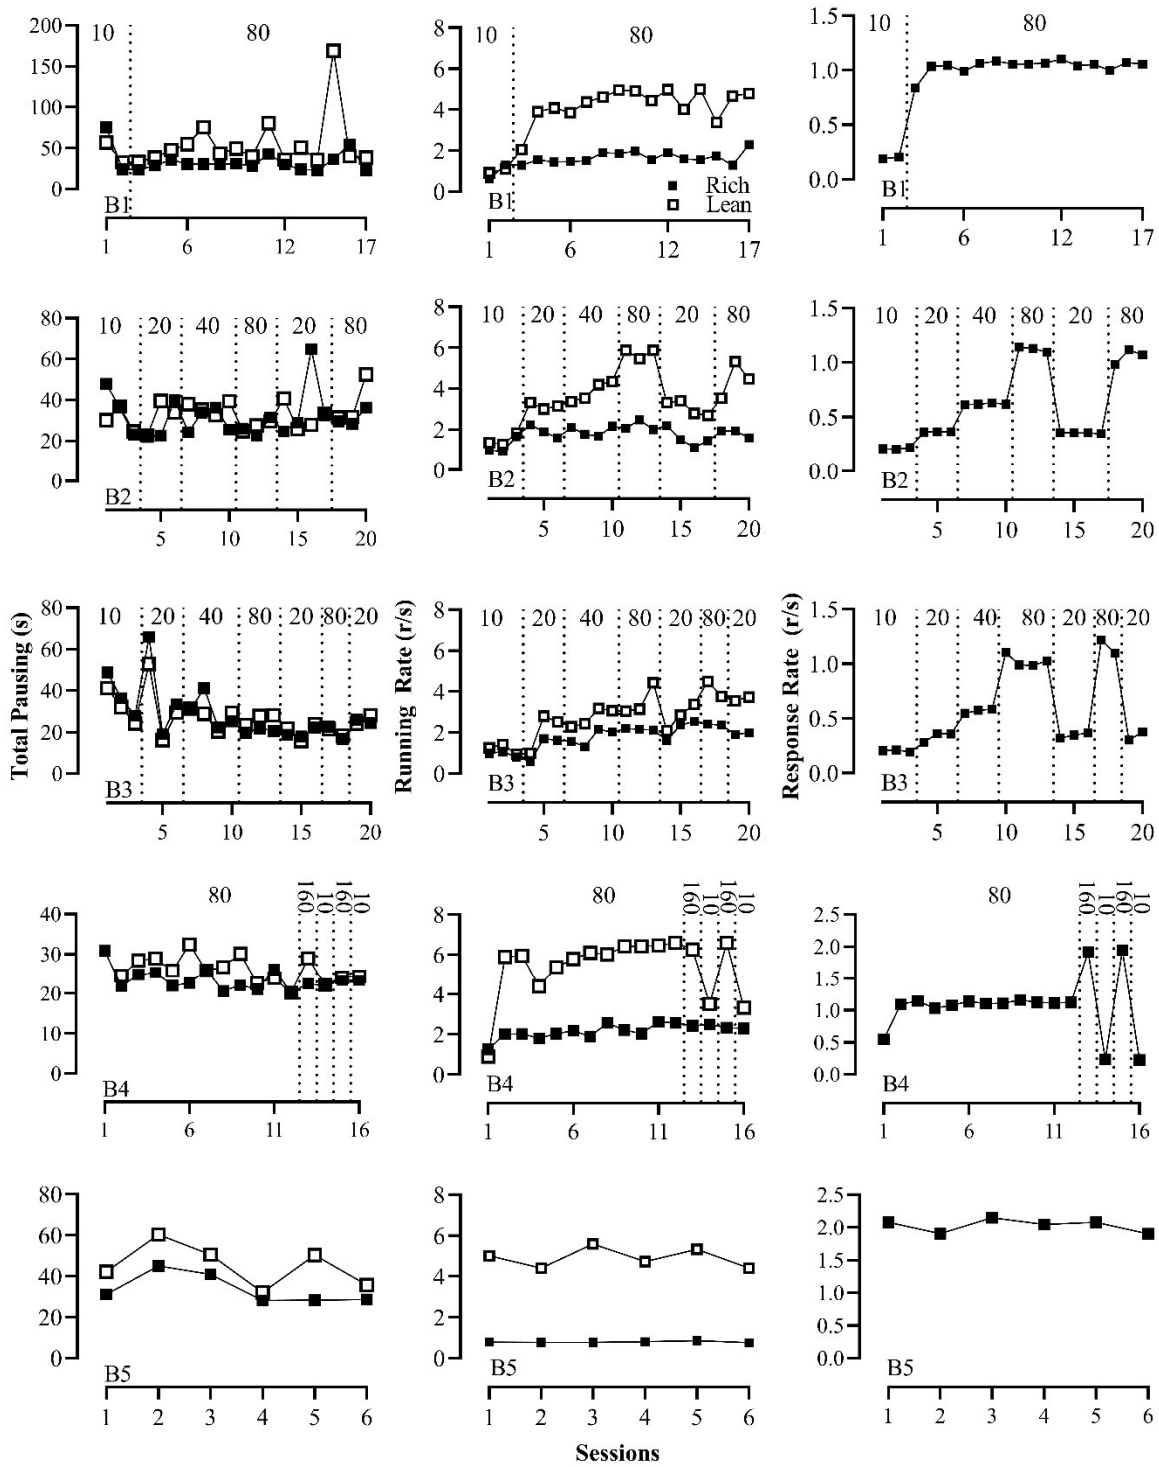 200
150
100
50
0
10 80
B1
1 6 12 17
8
6
4
2
0
10 80
B1
Rich
Lean
1 6 12 17
1.5
1.0
0.5
0.0
10 80
B1
1 6 12 17
80
60
40
20
0
10 20 40 80 20 80
B2
5 10 15 20
8
6
4
2
0
10 20 40 80 20 80
B2
5 10 15 20
1.5
1.0
0.5
0.0
10 20 40 80 20 80
B2
5 10 15 20
Total Pausing (s)
80
60
40
20
0
10 20 40 80 20 80 20
B3
5 10 15 20
Running Rate (r/s)
8
6
4
2
0
10 20 40 80 20 80 20
B3
5 10 15 20
Response Rate (r/s)
1.5
1.0
0.5
0.0
10 20 40 80 20 80 20
B3
5 10 15 20
40
30
20
10
0
80 160 10 160 10
B4
1 6 11 16
8
6
4
2
0
80 160 10 160 10
B4
1 6 11 16
2.5
2.0
1.5
1.0
0.5
0.0
80 160 10 160 10
B4
1 6 11 16
80
60
40
20
0
B5
1 2 3 4 5 6
8
6
4
2
0
B5
1 2 3 4 5 6
2.5
2.0
1.5
1.0
0.5
0.0
B5
1 2 3 4 5 6
Sessions